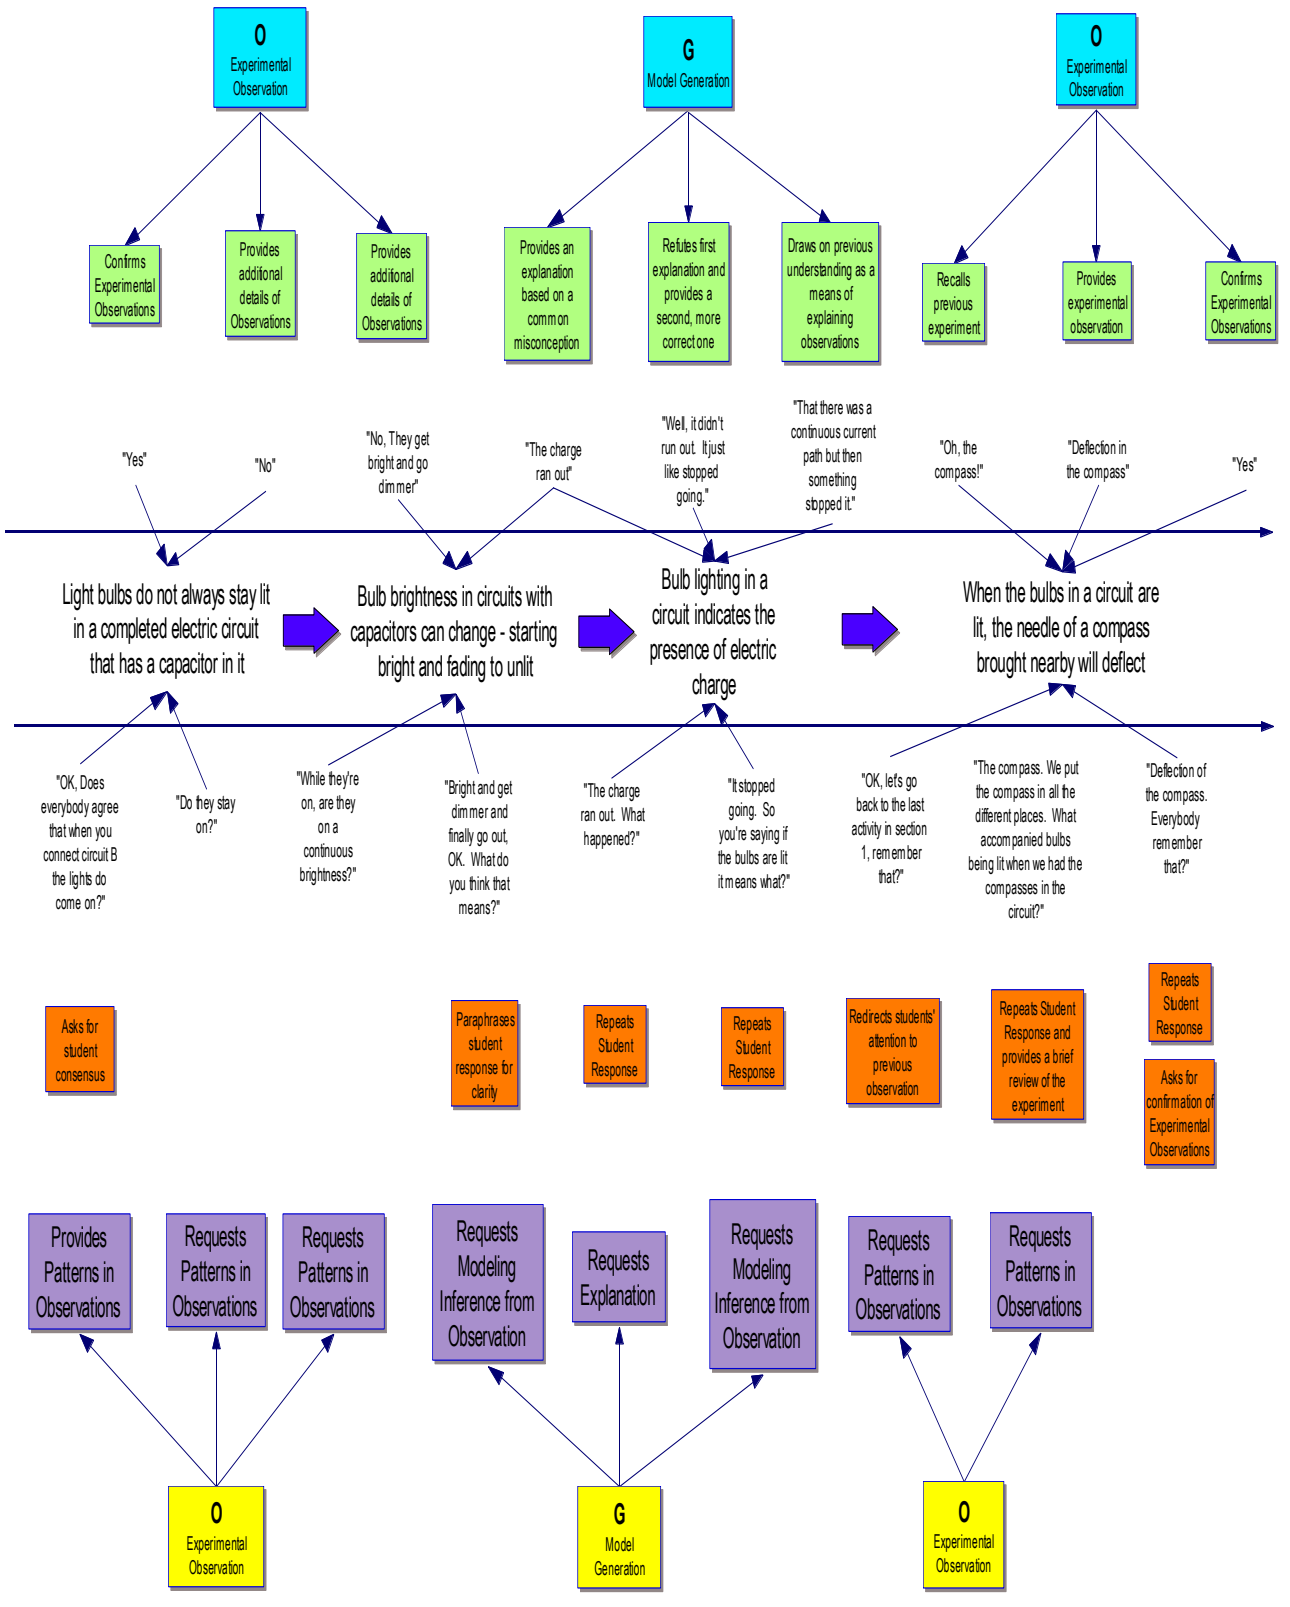 O
Experimental
Observation
G
Model Generation
O
Experimental
Observation
Confirms
Experimental
Observations
Provides
additional
details of
Observations
Provides
additional
details of
Observations
Provides an
explanation
based on a
common
misconception
Refutes first
explanation and
provides a
second, more
correct one
Draws on previous
understanding as a
means of
explaining
observations
Recalls
previous
experiment
Provides
experimental
observation
Confirms
Experimental
Observations
"Yes"
"No"
"No, They get
bright and go
dimmer"
"The charge
ran out"
"Well, it didn't
run out. It just
like stopped
going."
"That there was a
continuous current
path but then
something
stopped it."
"Oh, the
compass!"
"Deflection in
the compass"
"Yes"
Light bulbs do not always stay lit
in a completed electric circuit
that has a capacitor in it
Bulb brightness in circuits with
capacitors can change - starting
bright and fading to unlit
Bulb lighting in a
circuit indicates the
presence of electric
charge
When the bulbs in a circuit are
lit, the needle of a compass
brought nearby will deflect
"OK, Does
everybody agree
that when you
connect circuit B
the lights do
come on?"
"Do they stay
on?"
"While they're
on, are they
on a
continuous
brightness?"
"Bright and get
dimmer and
finally go out,
OK. What do
you think that
means?"
"The charge
ran out. What
happened?"
"It stopped
going. So
you're saying if
the bulbs are lit
it means what?"
"OK, let's go
back to the last
activity in section
1, remember
that?"
"The compass. We put
the compass in all the
different places. What
accompanied bulbs
being lit when we had the
compasses in the
circuit?"
"Deflection of
the compass.
Everybody
remember
that?"
Asks for
student
consensus
Paraphrases
student
response for
clarity
Repeats
Student
Response
Repeats
Student
Response
Redirects students'
attention to
previous
observation
Repeats Student
Response and
provides a brief
review of the
experiment
Repeats
Student
Response
Asks for
confirmation of
Experimental
Observations
Provides
Patterns in
Observations
Requests
Patterns in
Observations
Requests
Patterns in
Observations
Requests
Modeling
Inference from
Observation
Requests
Explanation
Requests
Modeling
Inference from
Observation
Requests
Patterns in
Observations
Requests
Patterns in
Observations
O
Experimental
Observation
G
Model
Generation
O
Experimental
Observation